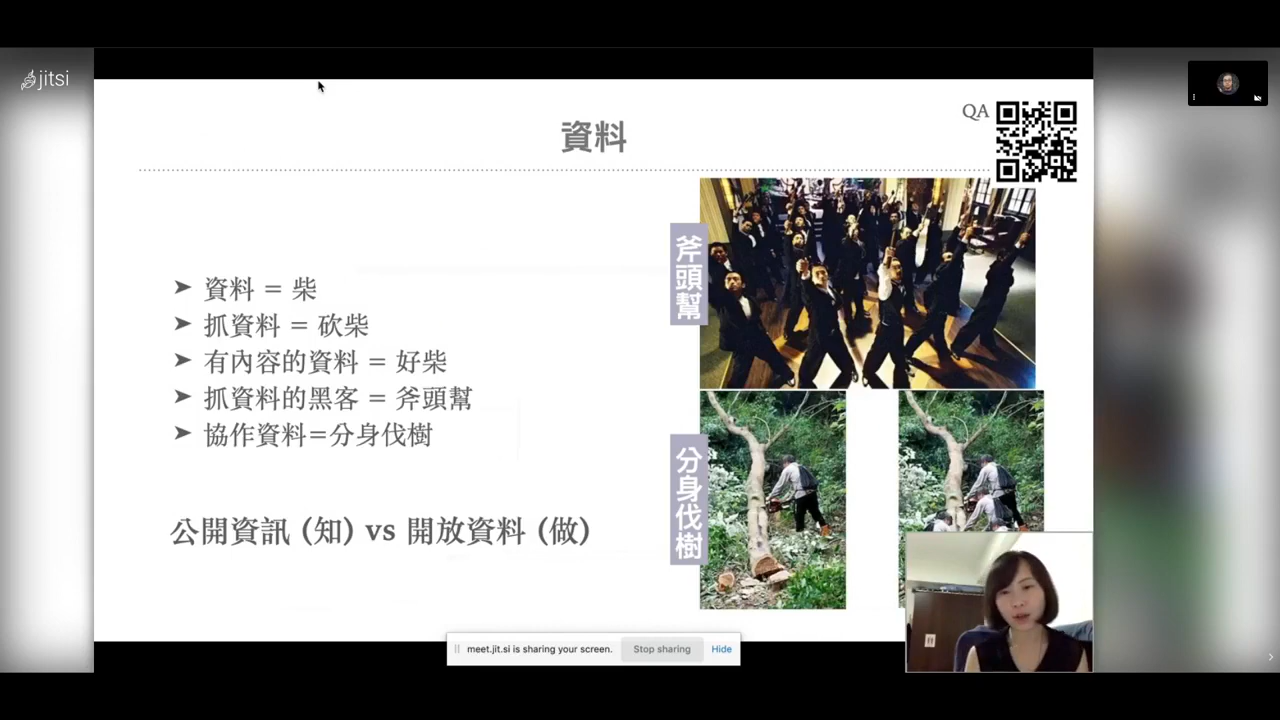 jitsi
QA
資料
➤ 資料 = 柴
➤ 抓資料 = 砍柴
➤ 有內容的資料 = 好柴
➤ 抓資料的黑客 = 斧頭幫
➤ 協作資料=分身伐樹
公開資訊 (知) vs 開放資料 (做)
斧頭幫
分身伐樹
meet.jit.si is sharing your screen.
Stop sharing
Hide